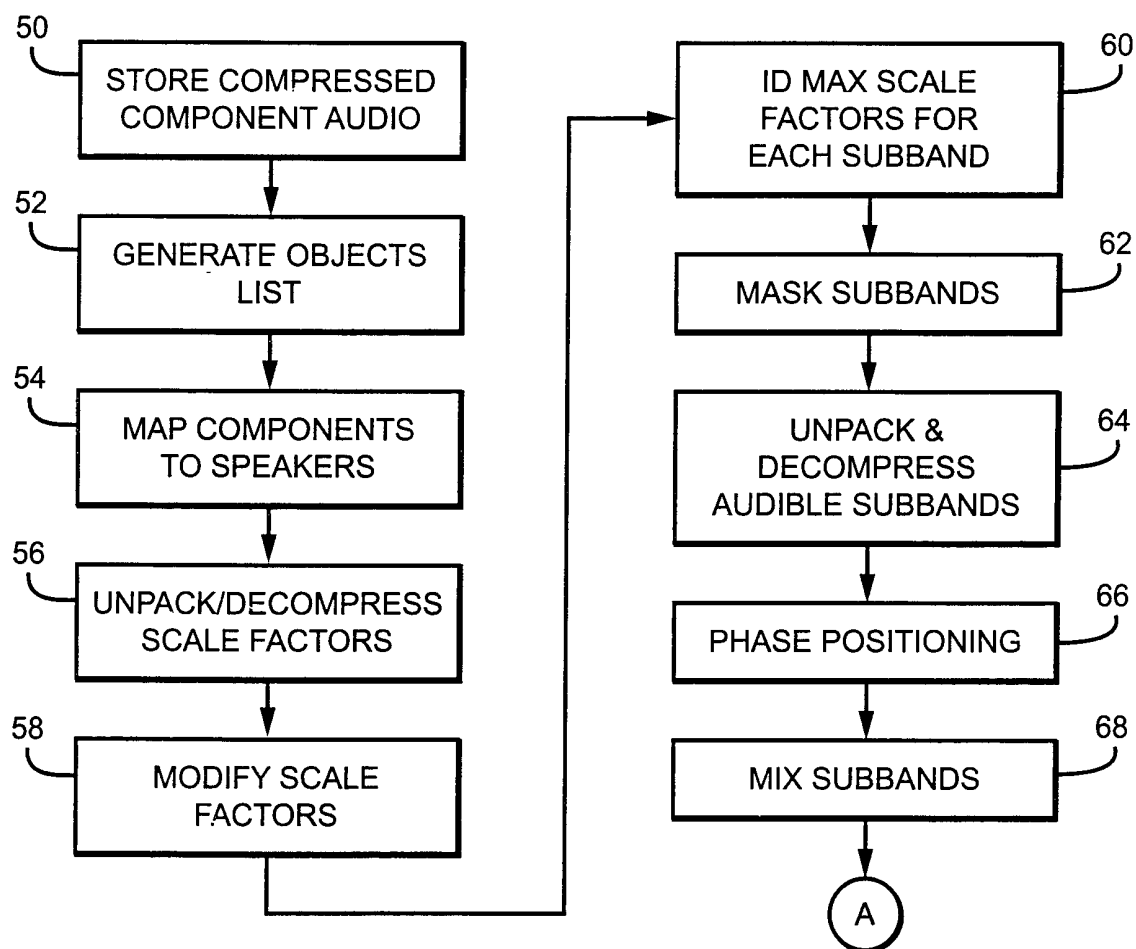 50
STORE COMPRESSED
COMPONENT AUDIO
52
GENERATE OBJECTS
LIST
54
MAP COMPONENTS
TO SPEAKERS
56
UNPACK/DECOMPRESS
SCALE FACTORS
58
MODIFY SCALE
FACTORS
60
ID MAX SCALE
FACTORS FOR
EACH SUBBAND
62
MASK SUBBANDS
64
UNPACK &
DECOMPRESS
AUDIBLE SUBBANDS
66
PHASE POSITIONING
68
MIX SUBBANDS
A